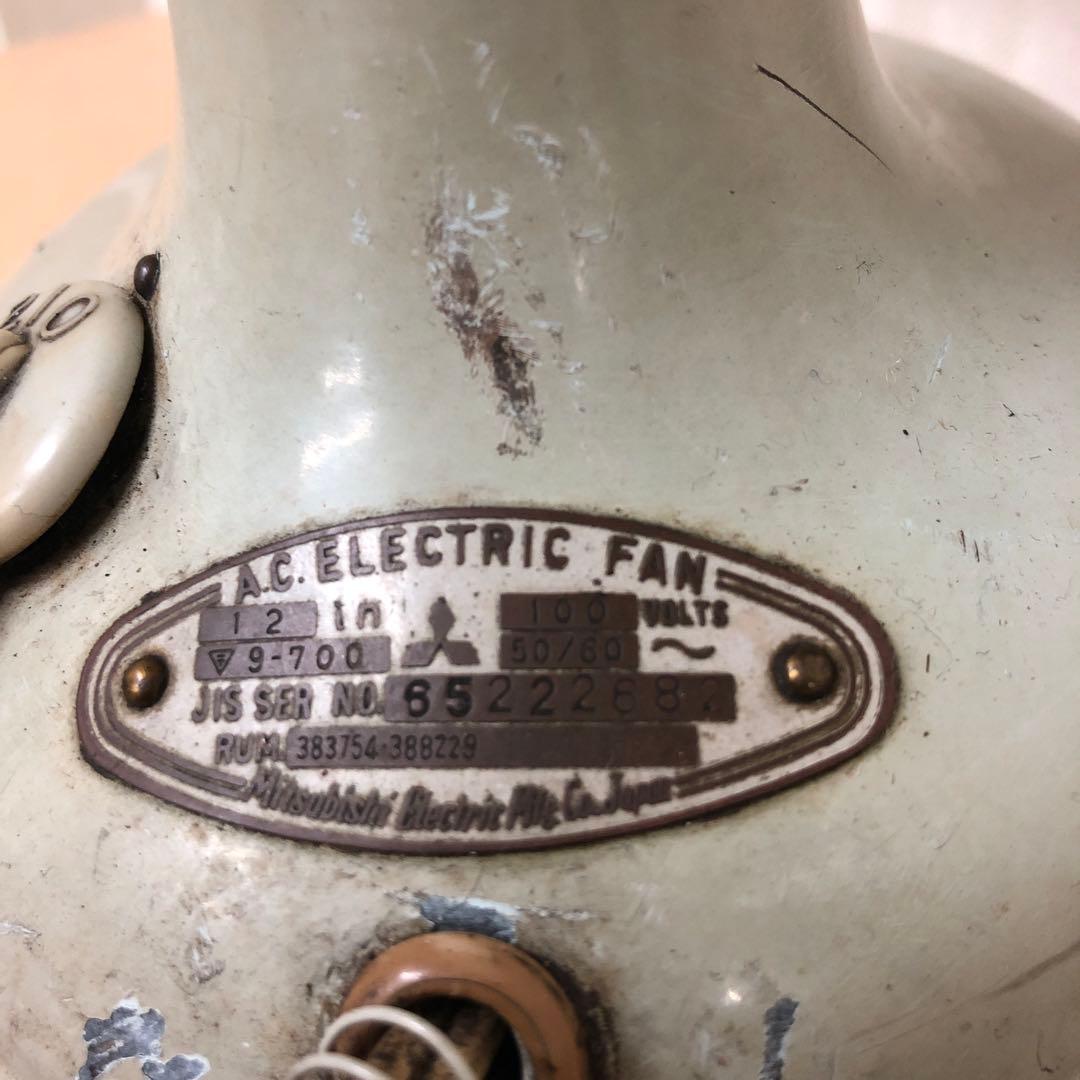 A.C. ELECTRIC FAN
12 in 100 VOLTS
9-700 50/60 ~
JIS SER NO. 65222682
RUM. 383754·388229
Mitsubishi Electric Mfg. Co. Japan